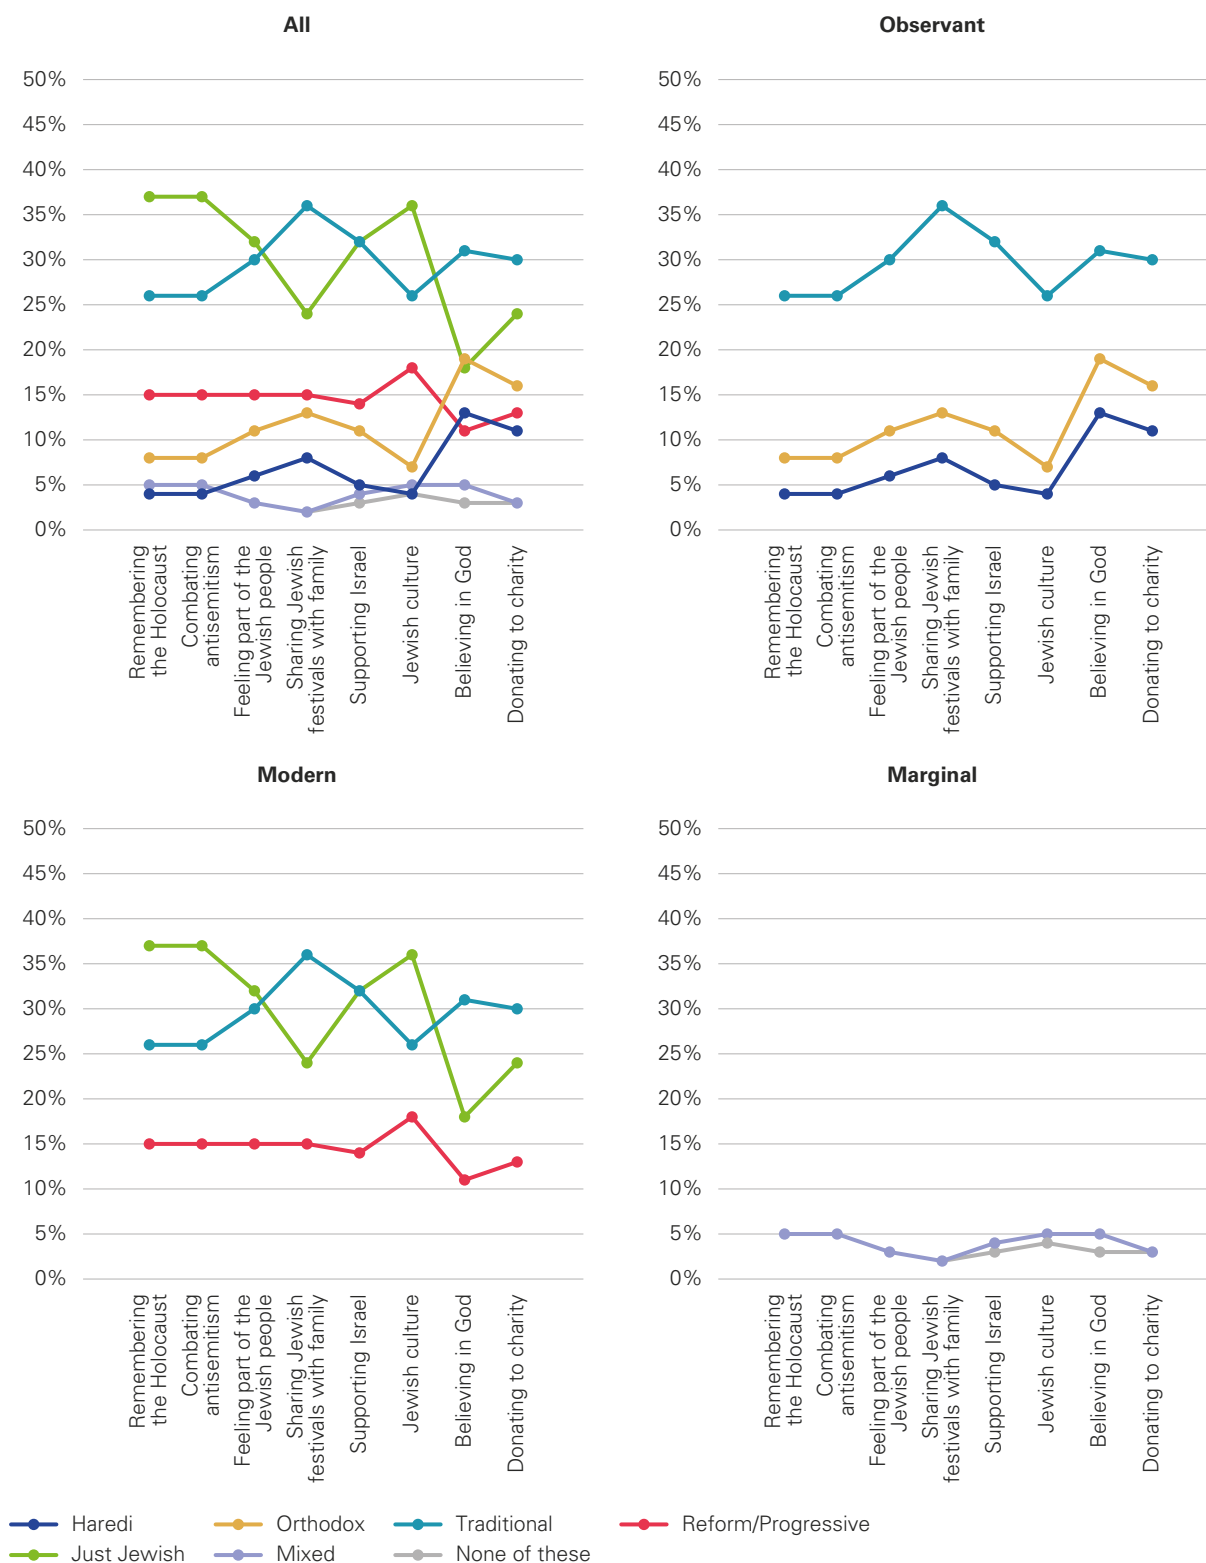 All
50%
45%
40%
35%
30%
25%
20%
15%
10%
5%
0%
Remembering
the Holocaust
Combating
antisemitism
Feeling part of the
Jewish people
Sharing Jewish
festivals with family
Supporting Israel
Jewish culture
Believing in God
Donating to charity
Observant
50%
45%
40%
35%
30%
25%
20%
15%
10%
5%
0%
Remembering
the Holocaust
Combating
antisemitism
Feeling part of the
Jewish people
Sharing Jewish
festivals with family
Supporting Israel
Jewish culture
Believing in God
Donating to charity
Modern
50%
45%
40%
35%
30%
25%
20%
15%
10%
5%
0%
Remembering
the Holocaust
Combating
antisemitism
Feeling part of the
Jewish people
Sharing Jewish
festivals with family
Supporting Israel
Jewish culture
Believing in God
Donating to charity
Marginal
50%
45%
40%
35%
30%
25%
20%
15%
10%
5%
0%
Remembering
the Holocaust
Combating
antisemitism
Feeling part of the
Jewish people
Sharing Jewish
festivals with family
Supporting Israel
Jewish culture
Believing in God
Donating to charity
Haredi
Orthodox
Traditional
Reform/Progressive
Just Jewish
Mixed
None of these